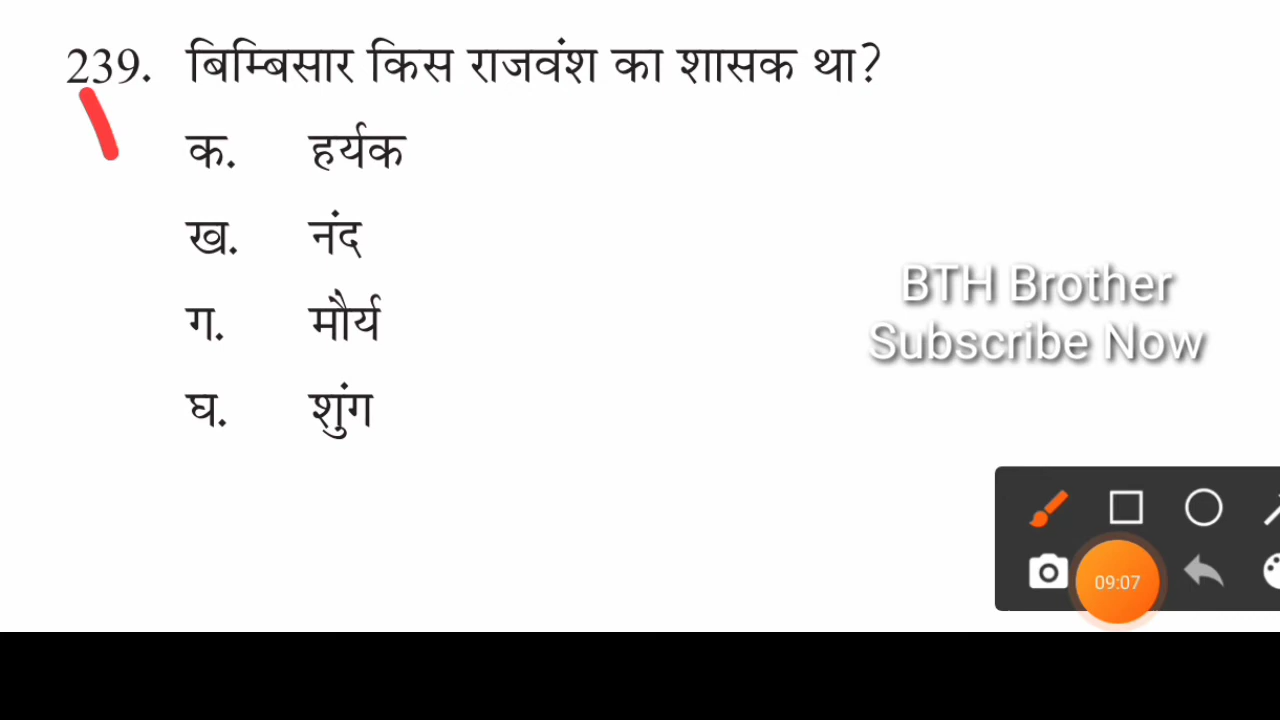 239. बिम्बिसार किस राजवंश का शासक था?
क. हर्यक
ख. नंद
ग. मौर्य
घ. शुंग
BTH Brother
Subscribe Now
09:07